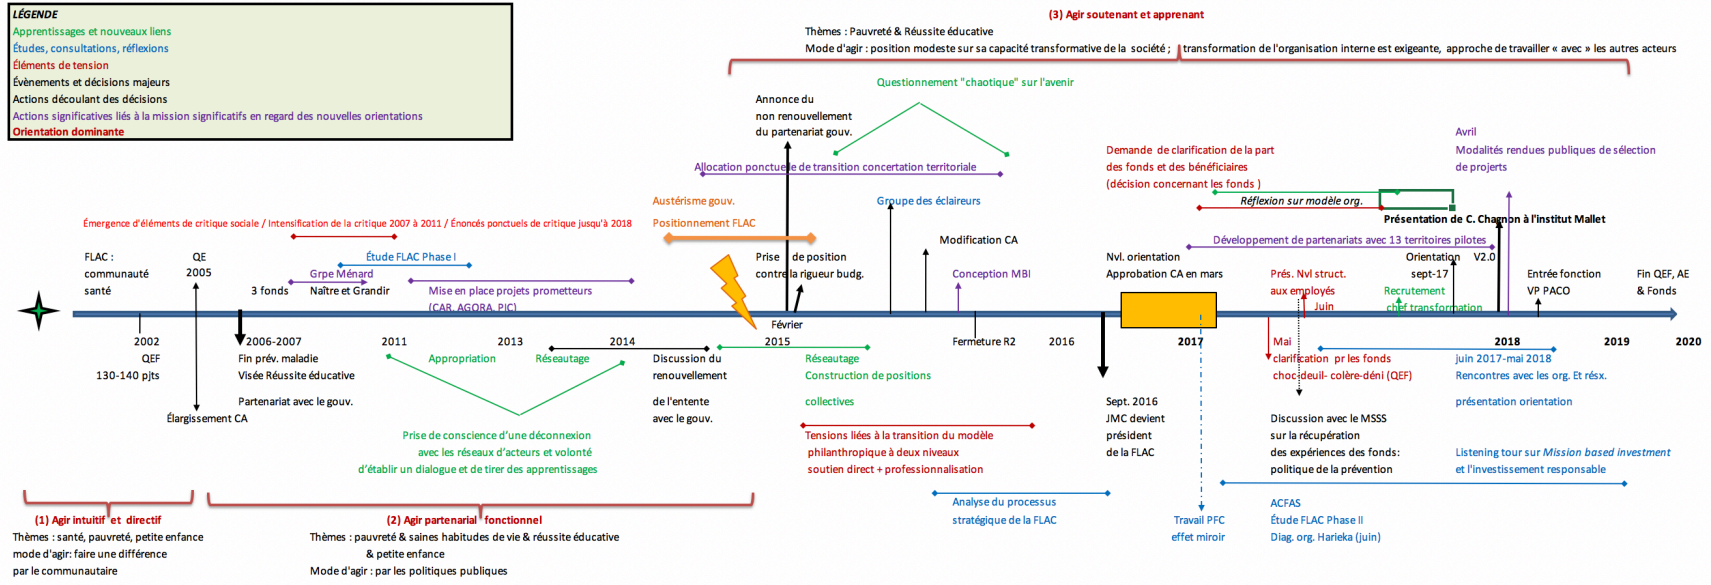 LÉGENDE
Apprentissages et nouveaux liens
Études, consultations, réflexions
Éléments de tension
Évènements et décisions majeurs
Actions découlant des décisions
Actions significatives liés à la mission significatifs en regard des nouvelles orientations
Orientation dominante
(3) Agir soutenant et apprenant
Thèmes : Pauvreté & Réussite éducative
Mode d'agir : position modeste sur sa capacité transformative de la société ; transformation de l'organisation interne est exigeante, approche de travailler « avec » les autres acteurs
Questionnement "chaotique" sur l'avenir
Annonce du
non renouvellement
du partenariat gouv.
Allocation ponctuelle de transition concertation territoriale
Austérisme gouv.
Positionnement FLAC
Groupe des éclaireurs
Modification CA
Prise de position
contre la rigueur budg.
Conception MBI
Avril
Modalités rendues publiques de sélection
de projerts
Demande de clarification de la part
des fonds et des bénéficiaires
(décision concernant les fonds )
Réflexion sur modèle org.
Présentation de C. Chagnon à l'institut Mallet
Développement de partenariats avec 13 territoires pilotes
Nvl. orientation
Approbation CA en mars
Orientation V2.0
sept-17
Prés. Nvl struct.
aux employés
Juin
Recrutement
chef transformation
Entrée fonction
VP PACO
Fin QEF, AE
& Fonds
Émergence d'éléments de critique sociale / Intensification de la critique 2007 à 2011 / Énoncés ponctuels de critique jusqu'à 2018
FLAC :
communauté
santé
QE
2005
Étude FLAC Phase I
Grpe Ménard
3 fonds
Naître et Grandir
Mise en place projets prometteurs
(CAR, AGORA, PIC)
Février
2002
2006-2007
2011
2013
2014
2015
Fermeture R2
2016
2017
2018
2019
2020
QEF
130-140 pjts
Élargissement CA
Fin prév. maladie
Visée Réussite éducative
Partenariat avec le gouv.
Appropriation
Réseautage
Prise de conscience d'une déconnexion
avec les réseaux d'acteurs et volonté
d'établir un dialogue et de tirer des apprentissages
Discussion du
renouvellement
de l'entente
avec le gouv.
Réseautage
Construction de positions
collectives
Tensions liées à la transition du modèle
philanthropique à deux niveaux
soutien direct + professionnalisation
Analyse du processus
stratégique de la FLAC
Sept. 2016
JMC devient
président
de la FLAC
Travail PFC
effet miroir
Mai
clarification pr les fonds
choc-deuil- colère-déni (QEF)
Discussion avec le MSSS
sur la récupération
des expériences des fonds:
politique de la prévention
ACFAS
Étude FLAC Phase II
Diag. org. Harieka (juin)
juin 2017-mai 2018
Rencontres avec les org. Et résx.
présentation orientation
Listening tour sur Mission based investment
et l'investissement responsable
(1) Agir intuitif et directif
Thèmes : santé, pauvreté, petite enfance
mode d'agir: faire une différence
par le communautaire
(2) Agir partenarial fonctionnel
Thèmes : pauvreté & saines habitudes de vie & réussite éducative
& petite enfance
Mode d'agir : par les politiques publiques